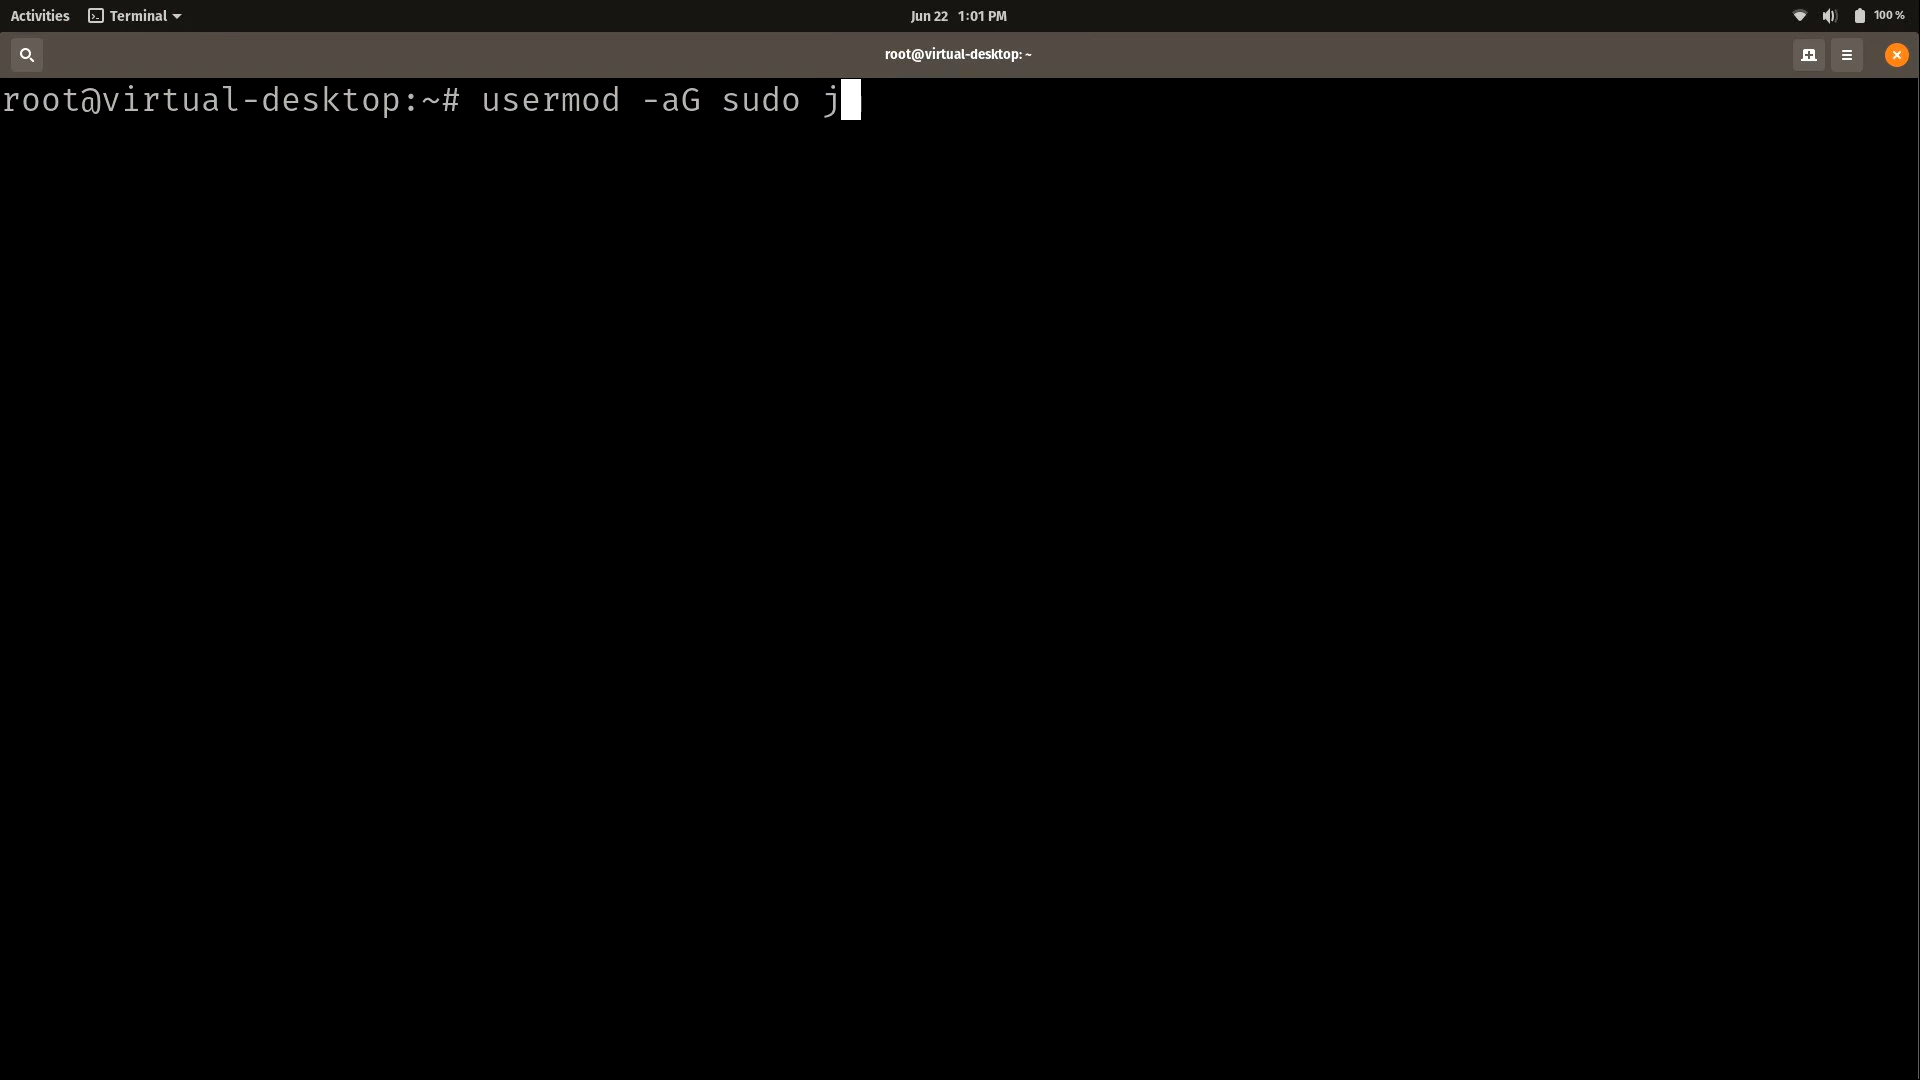 Activities Terminal Jun 22 1:01 PM 100 %
root@virtual-desktop: ~
root@virtual-desktop:~# usermod -aG sudo j